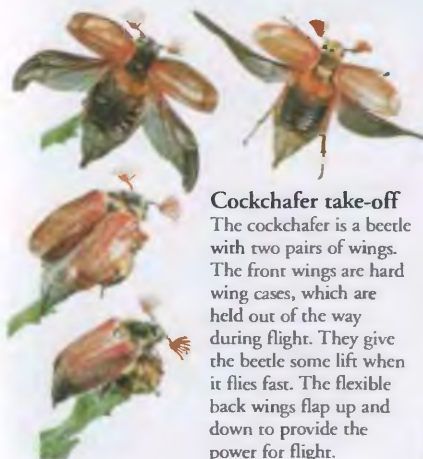 Cockchafer take-off
The cockchafer is a beetle
with two pairs of wings.
The front wings are hard
wing cases, which are
held out of the way
during flight. They give
the beetle some lift when
it flies fast. The flexible
back wings flap up and
down to provide the
power for flight.